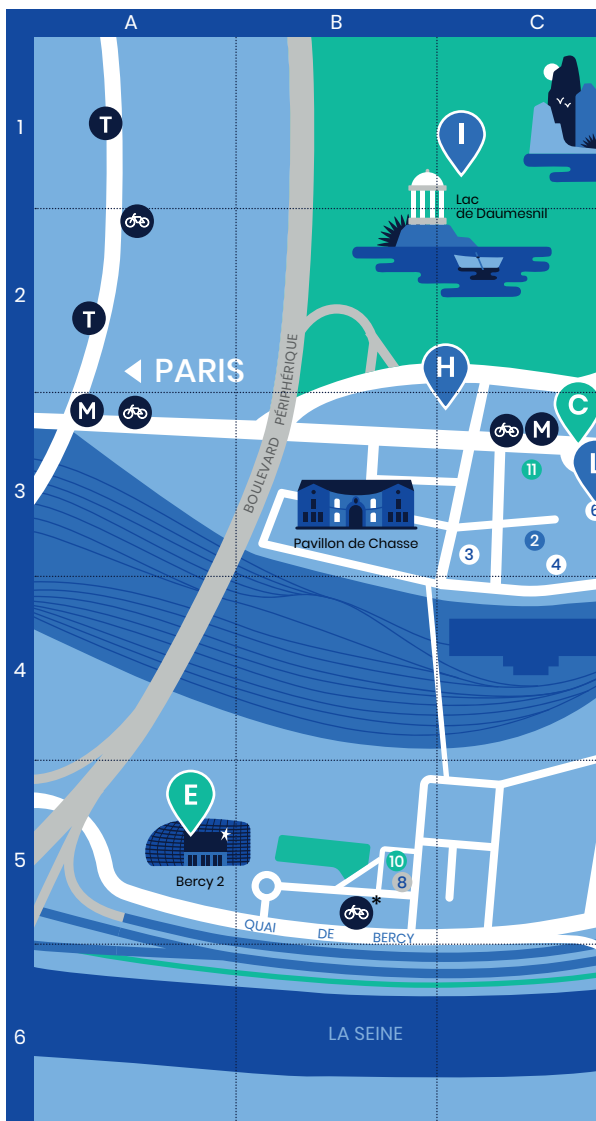 A
B
C
1
T
I
Lac
de Daumesnil
2
T
PARIS
H
M
M
C
BOULEVARD PÉRIPHÉRIQUE
3
11
L
6
2
3
4
Pavillon de Chasse
4
E
5
Bercy 2
10
8
*
QUAI DE BERCY
6
LA SEINE